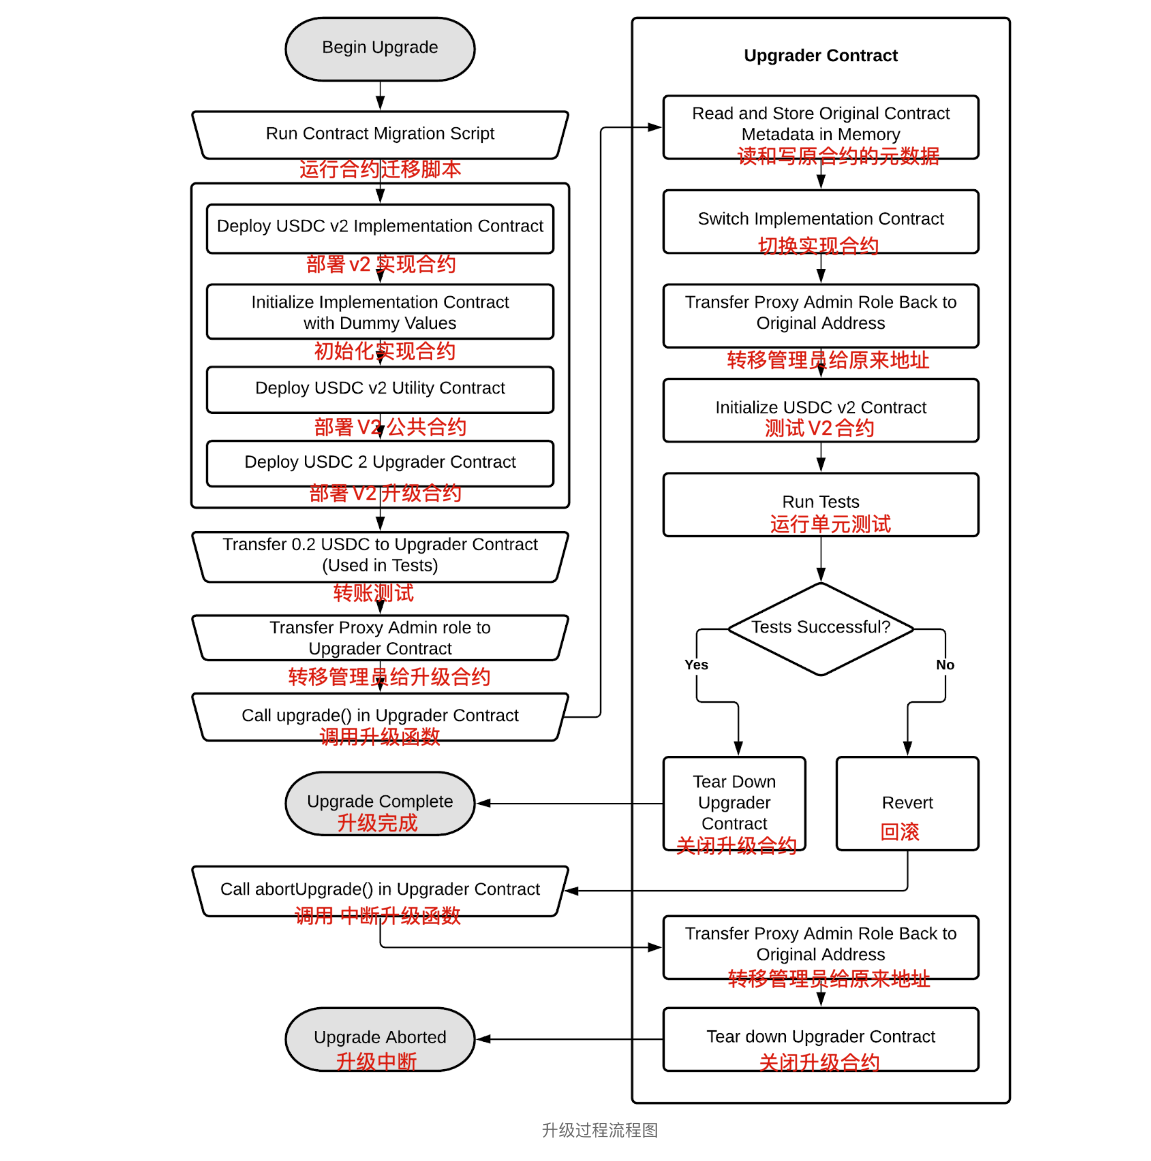 Begin Upgrade
Run Contract Migration Script
运行合约迁移脚本
Deploy USDC v2 Implementation Contract
部署 v2 实现合约
Initialize Implementation Contract
with Dummy Values
初始化实现合约
Deploy USDC v2 Utility Contract
部署 V2 公共合约
Deploy USDC 2 Upgrader Contract
部署 V2 升级合约
Transfer 0.2 USDC to Upgrader Contract
(Used in Tests)
转账测试
Transfer Proxy Admin role to
Upgrader Contract
转移管理员给升级合约
Call upgrade() in Upgrader Contract
调用升级函数
Upgrader Contract
Read and Store Original Contract
Metadata in Memory
读和写原合约的元数据
Switch Implementation Contract
切换实现合约
Transfer Proxy Admin Role Back to
Original Address
转移管理员给原来地址
Initialize USDC v2 Contract
测试 V2 合约
Run Tests
运行单元测试
Tests Successful?
Yes
No
Tear Down
Upgrader
Contract
关闭升级合约
Revert
回滚
Upgrade Complete
升级完成
Call abortUpgrade() in Upgrader Contract
调用 中断升级函数
Transfer Proxy Admin Role Back to
Original Address
转移管理员给原来地址
Tear down Upgrader Contract
关闭升级合约
Upgrade Aborted
升级中断
升级过程流程图